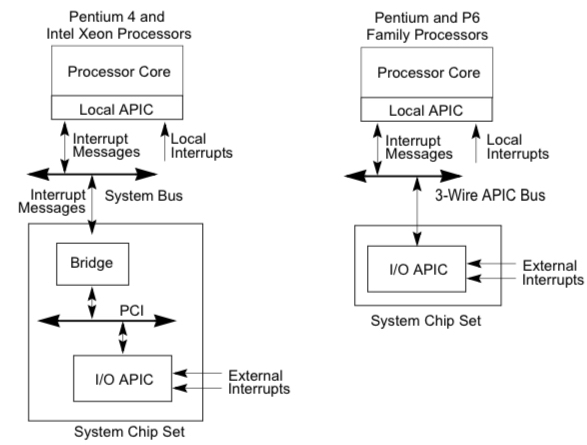 Pentium 4 and
Intel Xeon Processors
Processor Core
Local APIC
Interrupt
Messages
Local
Interrupts
Interrupt
Messages
System Bus
Bridge
PCI
I/O APIC
External
Interrupts
System Chip Set
Pentium and P6
Family Processors
Processor Core
Local APIC
Interrupt
Messages
Local
Interrupts
3-Wire APIC Bus
I/O APIC
External
Interrupts
System Chip Set